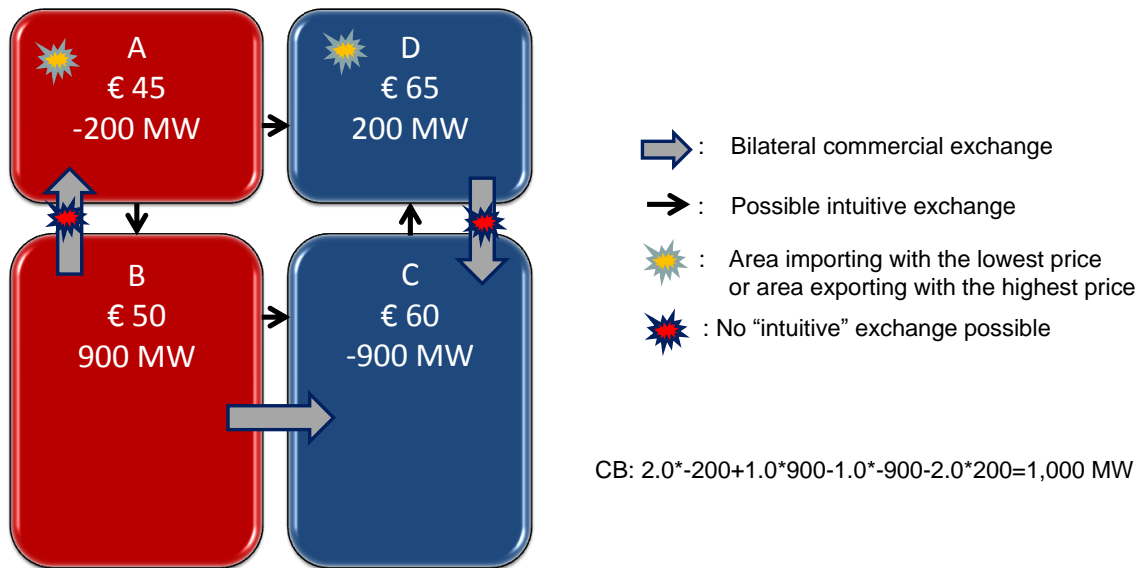 A
€ 45
-200 MW
D
€ 65
200 MW
B
€ 50
900 MW
C
€ 60
-900 MW
: Bilateral commercial exchange
: Possible intuitive exchange
: Area importing with the lowest price
or area exporting with the highest price
: No “intuitive” exchange possible
CB: 2.0*-200+1.0*900-1.0*-900-2.0*200=1,000 MW